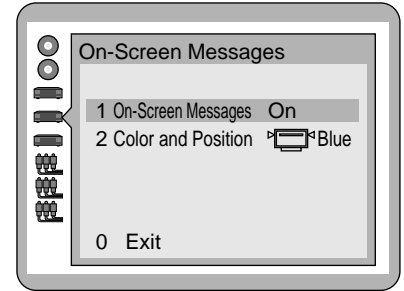 On-Screen Messages
1 On-Screen Messages On
2 Color and Position Blue
0 Exit